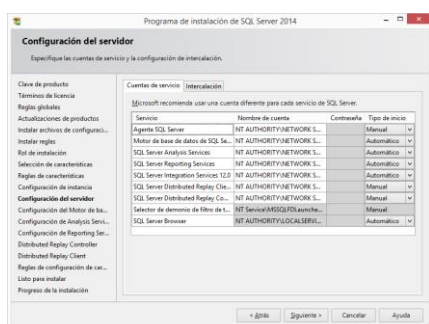 Programa de instalación de SQL Server 2014
Configuración del servidor
Especifique las cuentas de servicio y la configuración de intercalación.
Clave de producto
Términos de licencia
Reglas globales
Actualizaciones de productos
Instalar archivos de configuraci...
Instalar reglas
Rol de instalación
Selección de características
Reglas de características
Configuración de instancia
Configuración del servidor
Configuración del Motor de ba...
Configuración de Analysis Servi...
Configuración de Reporting Ser...
Distributed Replay Controller
Distributed Replay Client
Reglas de configuración de car...
Listo para instalar
Progreso de la instalación
Cuentas de servicio Intercalación
Microsoft recomienda usar una cuenta diferente para cada servicio de SQL Server.
Servicio Nombre de cuenta Contraseña Tipo de inicio
Agente SQL Server NT AUTHORITY\NETWORK S... Manual
Motor de base de datos de SQL Se... NT AUTHORITY\NETWORK S... Automático
SQL Server Analysis Services NT AUTHORITY\NETWORK S... Automático
SQL Server Reporting Services NT AUTHORITY\NETWORK S... Automático
SQL Server Integration Services 12.0 NT AUTHORITY\NETWORK S... Automático
SQL Server Distributed Replay Clie... NT AUTHORITY\NETWORK S... Manual
SQL Server Distributed Replay Co... NT AUTHORITY\NETWORK S... Manual
Selector de demonio de filtro de t... NT Service\MSSQLFDLaunche... Manual
SQL Server Browser NT AUTHORITY\LOCALSERVI... Automático
< Atrás Siguiente > Cancelar Ayuda